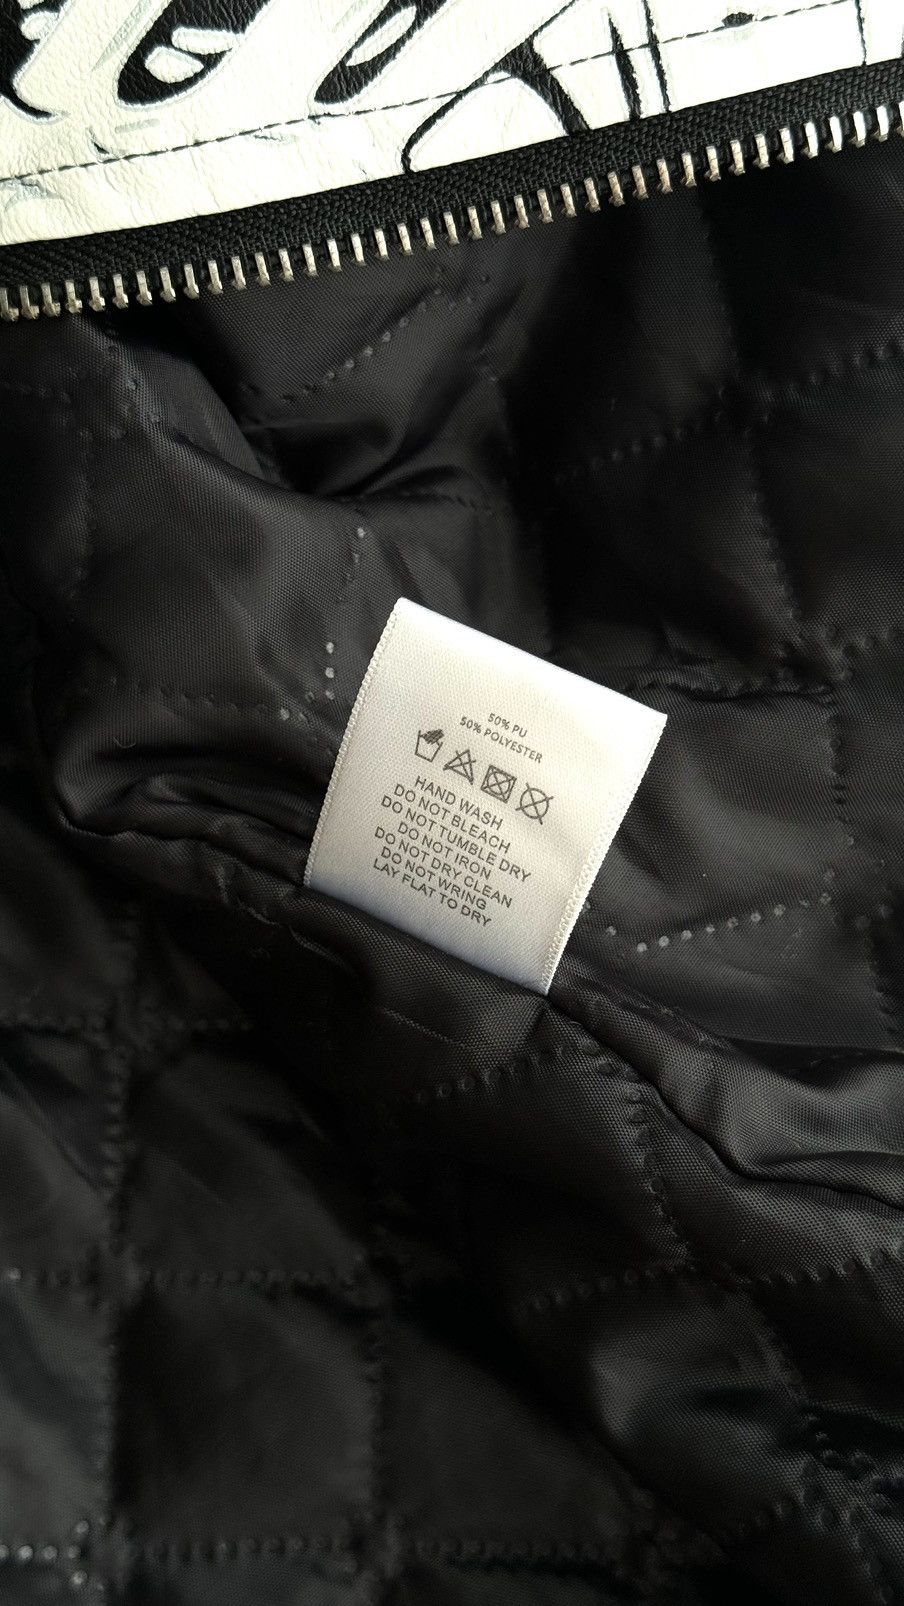 50% PU
50% POLYESTER
HAND WASH
DO NOT BLEACH
DO NOT TUMBLE DRY
DO NOT IRON
DO NOT DRY CLEAN
DO NOT WRING
LAY FLAT TO DRY